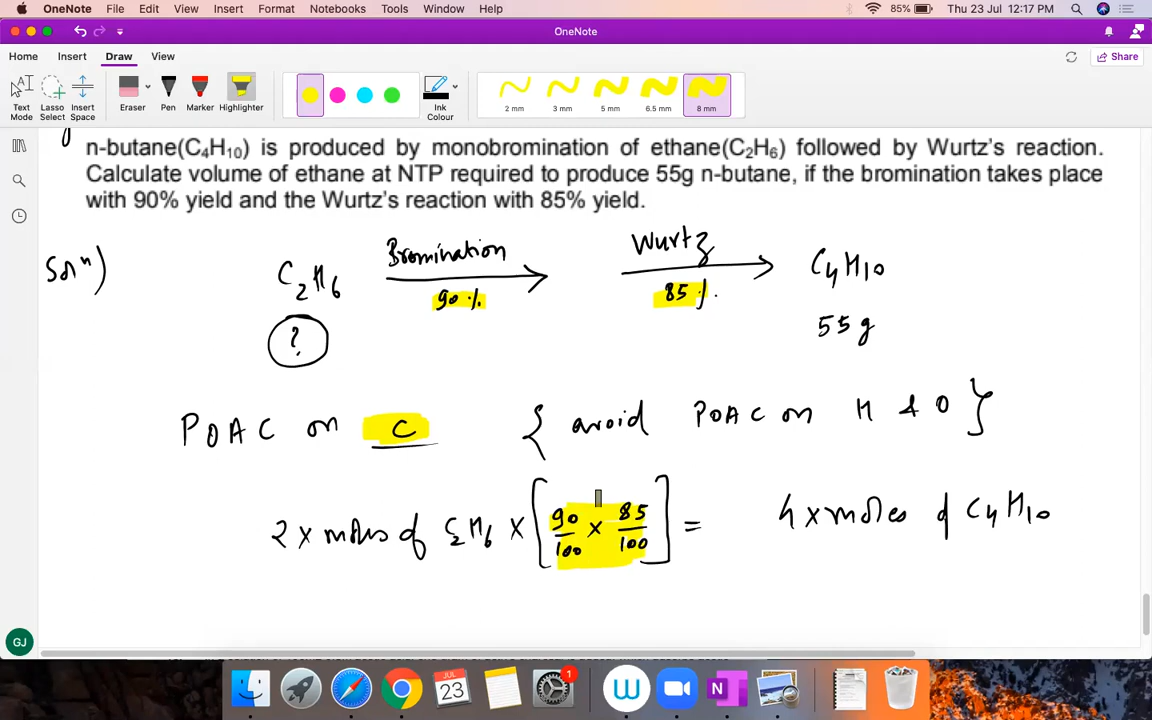 OneNote File Edit View Insert Format Notebooks Tools Window Help 85% Thu 23 Jul 12:17 PM
OneNote
Home Insert Draw View Share
Text Mode Lasso Select Insert Space Eraser Pen Marker Highlighter 2 mm 3 mm 5 mm 6.5 mm 8 mm Ink Colour
n-butane(C₄H₁₀) is produced by monobromination of ethane(C₂H₆) followed by Wurtz's reaction.
Calculate volume of ethane at NTP required to produce 55g n-butane, if the bromination takes place
with 90% yield and the Wurtz's reaction with 85% yield.
Solⁿ) C₂H₆ Bromination 90% Wurtz 85%. C₄H₁₀
? 55g
POAC on C { avoid POAC on H & O }
2 x moles of C₂H₆ x [90/100 x 85/100] = 4 x moles of C₄H₁₀
GJ
JUL 23 1 W N